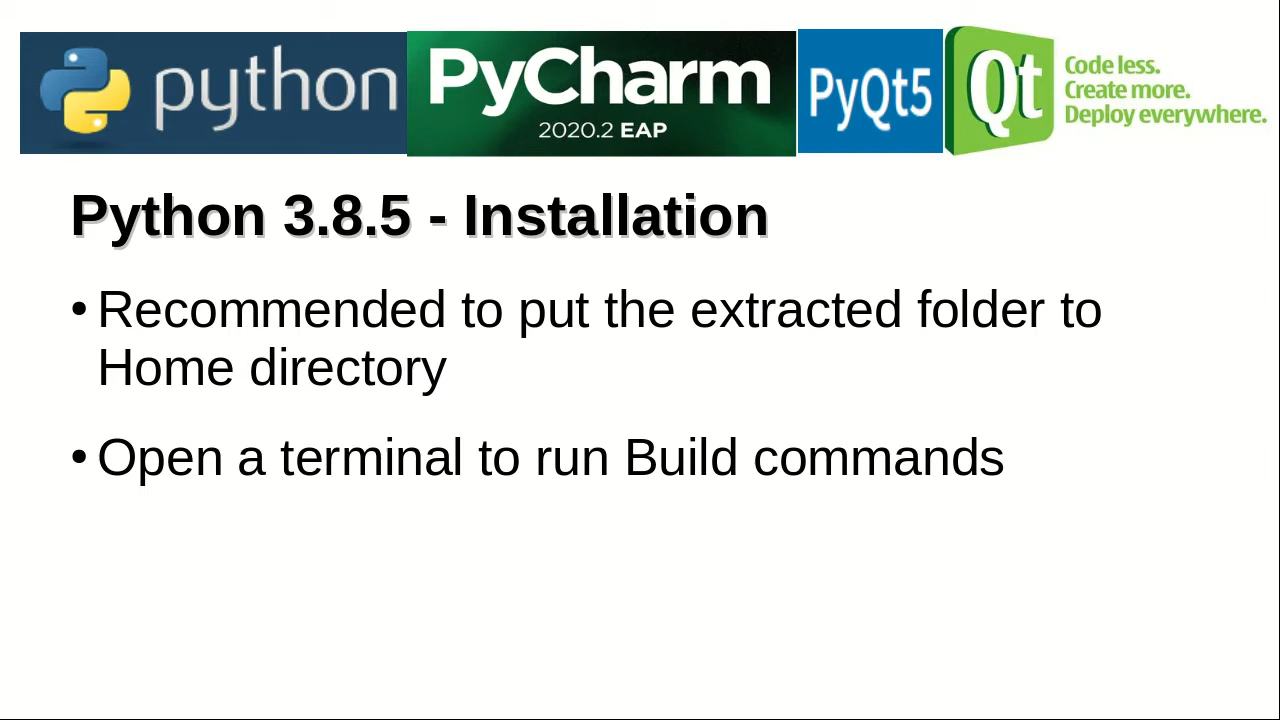 python
PyCharm
2020.2 EAP
PyQt5
Qt
Code less.
Create more.
Deploy everywhere.
Python 3.8.5 - Installation
• Recommended to put the extracted folder to
Home directory
• Open a terminal to run Build commands